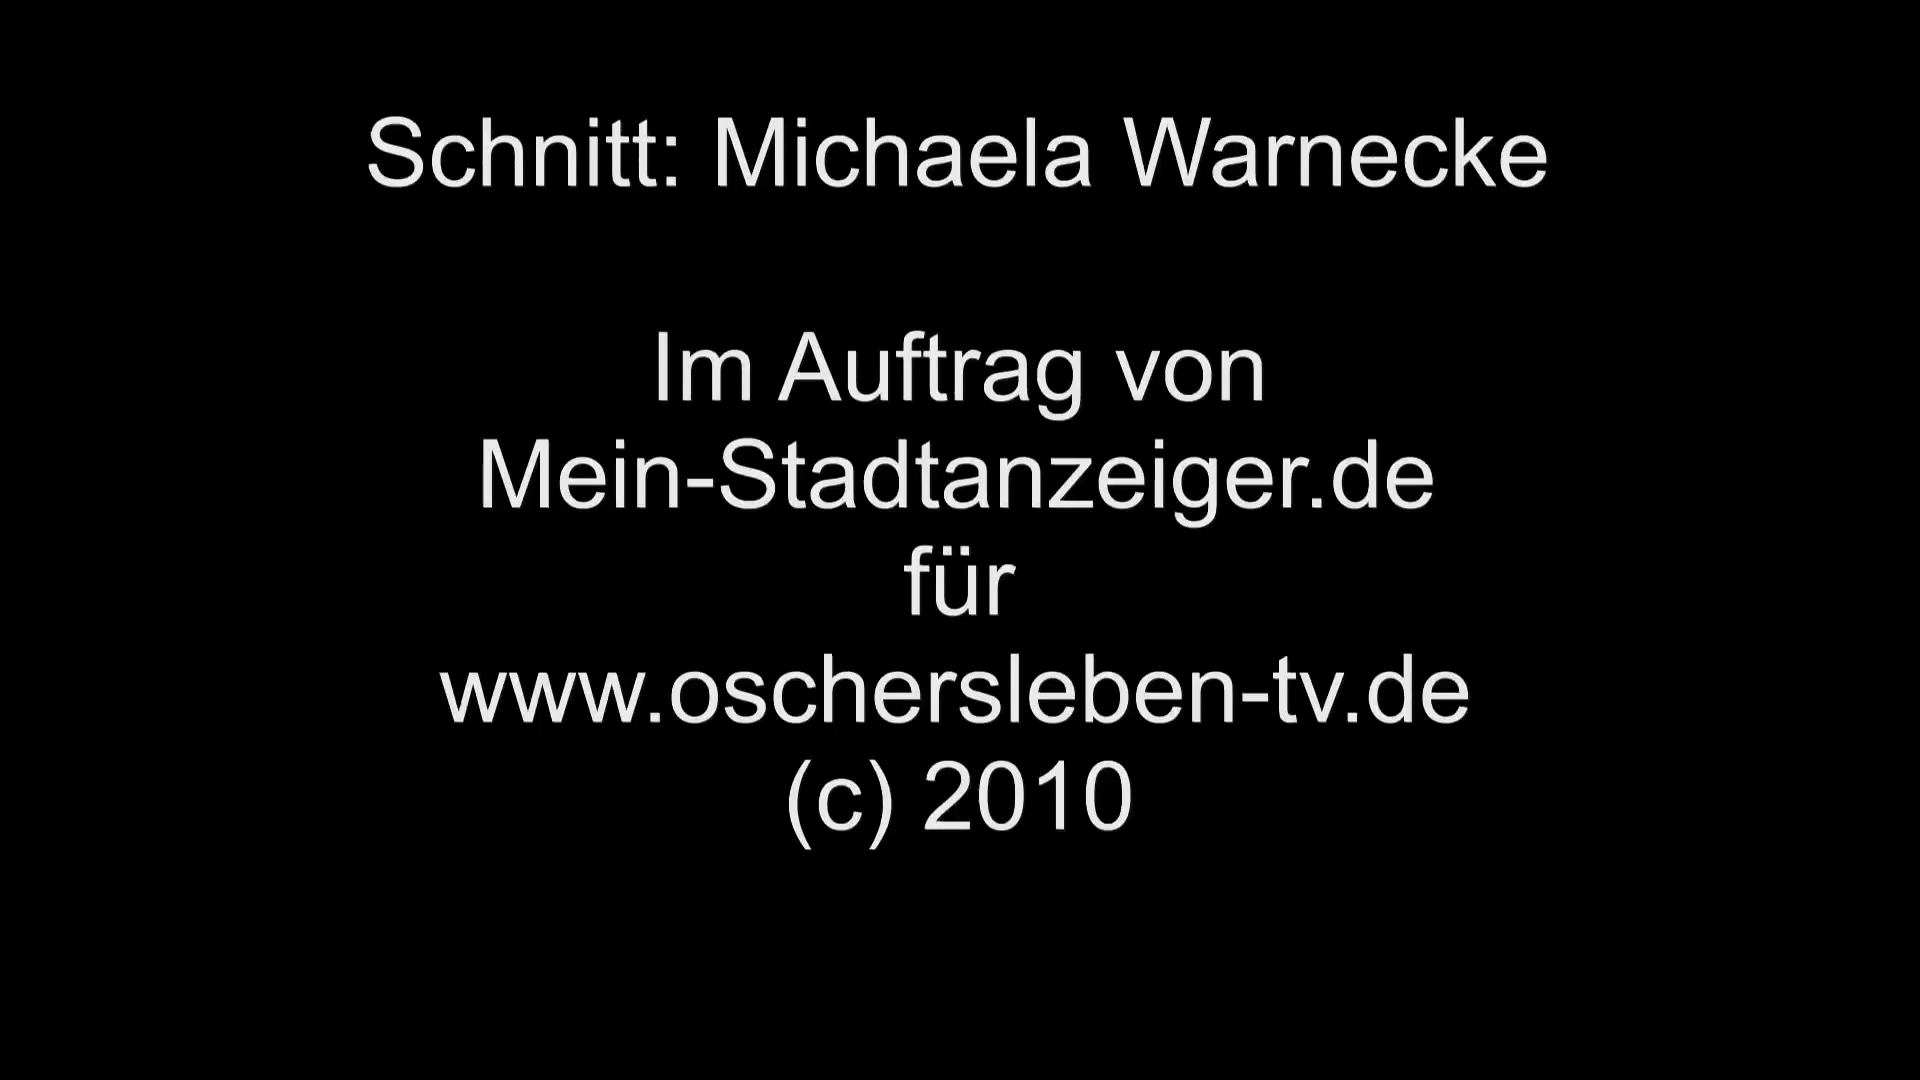 Schnitt: Michaela Warnecke
Im Auftrag von
Mein-Stadtanzeiger.de
für
www.oschersleben-tv.de
(c) 2010